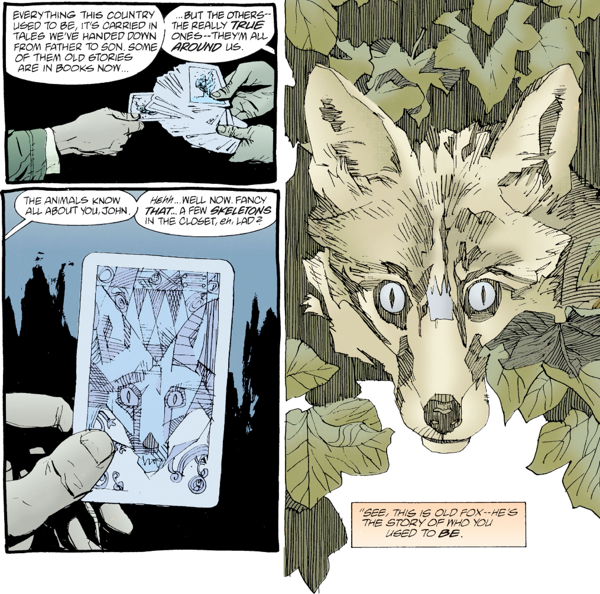 EVERYTHING THIS COUNTRY
USED TO BE, IT'S CARRIED IN
TALES WE'VE HANDED DOWN
FROM FATHER TO SON. SOME
OF THEM OLD STORIES
ARE IN BOOKS NOW...
...BUT THE OTHERS--
THE REALLY TRUE
ONES--THEY'M ALL
AROUND US.
THE ANIMALS KNOW
ALL ABOUT YOU, JOHN.
Hehh...WELL NOW. FANCY
THAT... A FEW SKELETONS
IN THE CLOSET, eh, LAD?
"SEE, THIS IS OLD FOX--HE'S
THE STORY OF WHO YOU
USED TO BE.